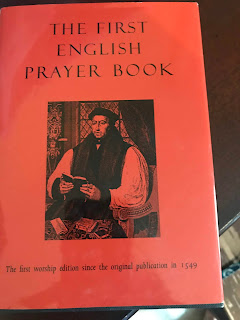 THE FIRST
ENGLISH
PRAYER BOOK
The first worship edition since the original publication in 1549